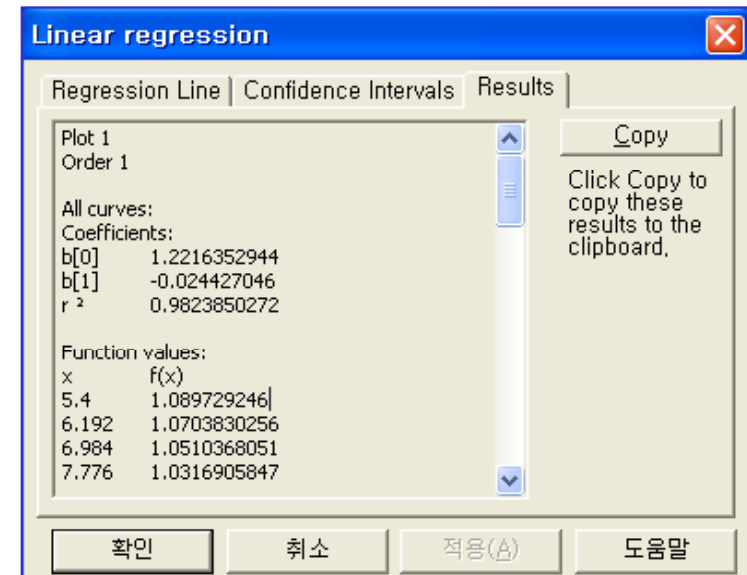 Linear regression
Regression Line Confidence Intervals Results
Plot 1
Order 1
All curves:
Coefficients:
b[0] 1.2216352944
b[1] -0.024427046
r ² 0.9823850272
Function values:
x f(x)
5.4 1.089729246
6.192 1.0703830256
6.984 1.0510368051
7.776 1.0316905847
Copy
Click Copy to
copy these
results to the
clipboard,
확인 취소 적용(A) 도움말